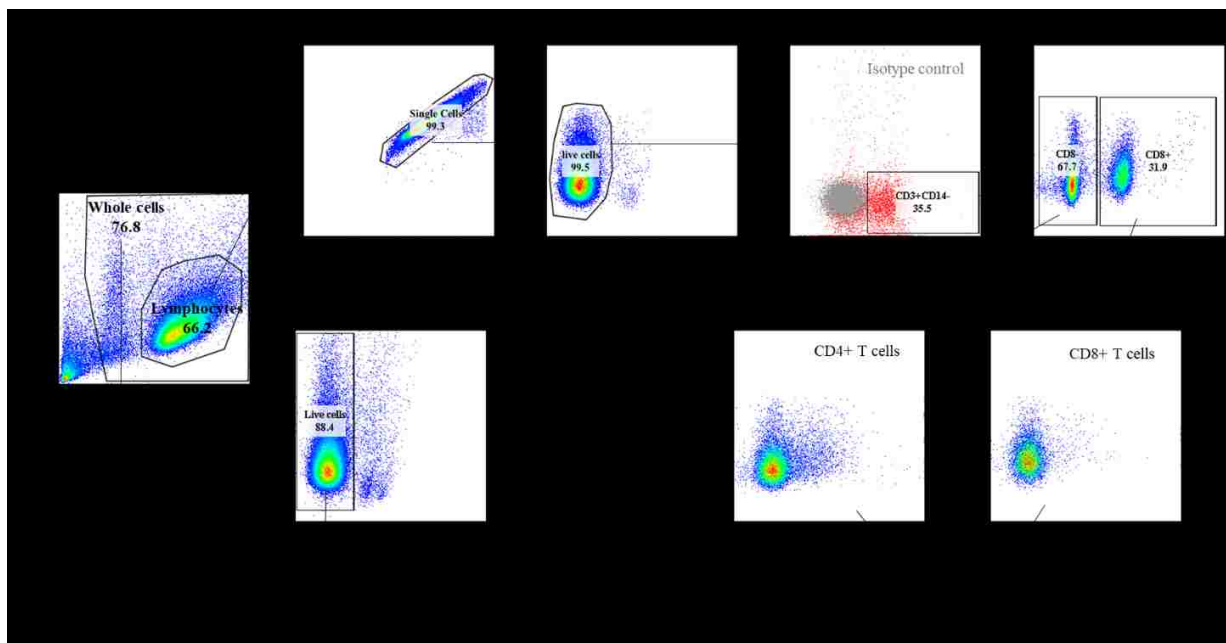 Single Cells
99.3
live cells
99.5
Isotype control
CD3+CD14-
35.5
CD8-
67.7
CD8+
31.9
Whole cells
76.8
Lymphocytes
66.2
Live cells
88.4
CD4+ T cells
CD8+ T cells